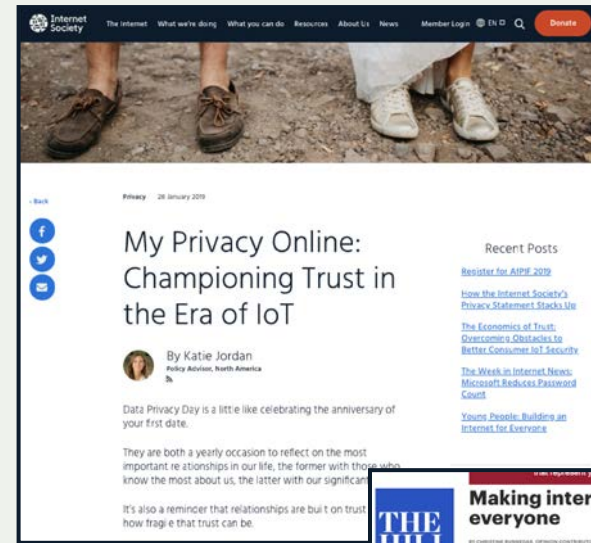 Internet
Society
The Internet What we're doing What you can do Resources About Us News Member Login EN Donate
‹ Back
Privacy 28 January 2019
My Privacy Online:
Championing Trust in
the Era of IoT
By Katie Jordan
Policy Advisor, North America
Data Privacy Day is a little like celebrating the anniversary of
your first date.
They are both a yearly occasion to reflect on the most
important re ationships in our life, the former with those who
know the most about us, the latter with our significant
It's also a reminder that relationships are bui t on trust
how fragi e that trust can be.
Recent Posts
Register for AIPIF 2019
How the Internet Society's
Privacy Statement Stacks Up
The Economics of Trust:
Overcoming Obstacles to
Better Consumer IoT Security
The Week in Internet News:
Microsoft Reduces Password
Count
Young People: Building an
Internet for Everyone
that represent
THE
HILL
Making inter
everyone